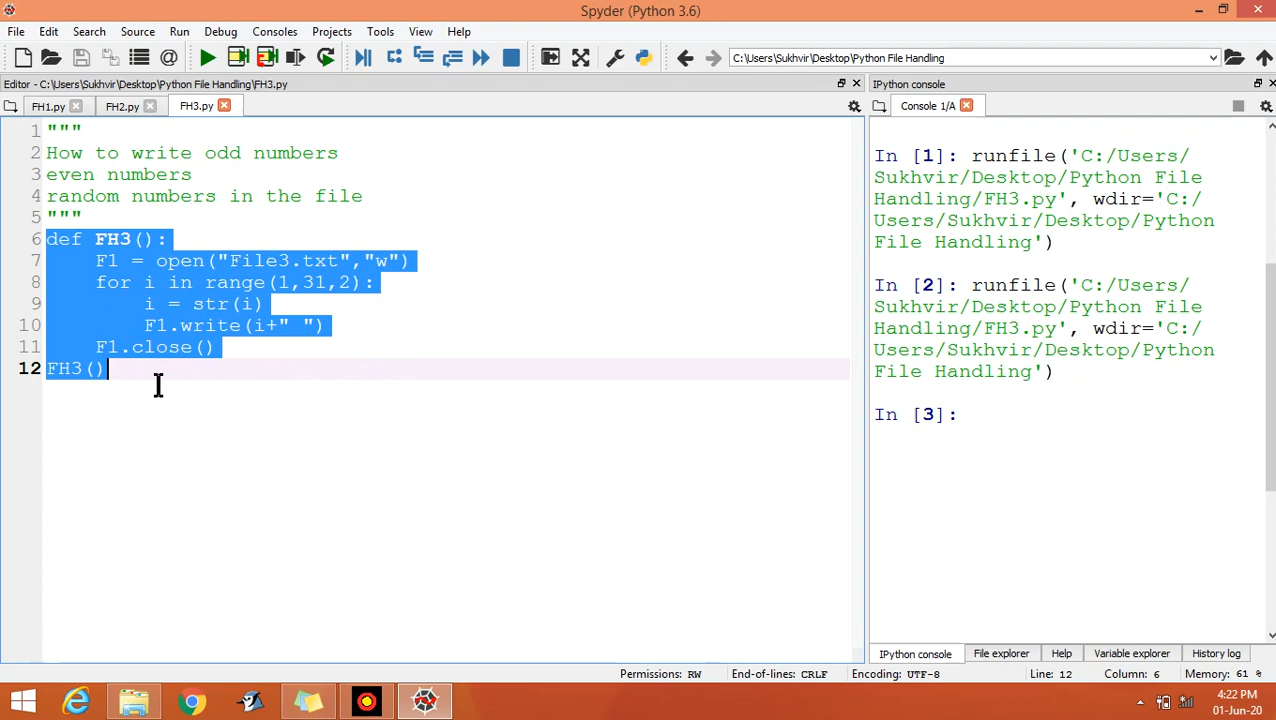 Spyder (Python 3.6)
File Edit Search Source Run Debug Consoles Projects Tools View Help
C:\Users\Sukhvir\Desktop\Python File Handling
Editor - C:\Users\Sukhvir\Desktop\Python File Handling\FH3.py
IPython console
FH1.py FH2.py FH3.py
Console 1/A
1 """
2 How to write odd numbers
3 even numbers
4 random numbers in the file
5 """
6 def FH3():
7 F1 = open("File3.txt","w")
8 for i in range(1,31,2):
9 i = str(i)
10 F1.write(i+" ")
11 F1.close()
12 FH3()
In [1]: runfile('C:/Users/
Sukhvir/Desktop/Python File
Handling/FH3.py', wdir='C:/
Users/Sukhvir/Desktop/Python
File Handling')
In [2]: runfile('C:/Users/
Sukhvir/Desktop/Python File
Handling/FH3.py', wdir='C:/
Users/Sukhvir/Desktop/Python
File Handling')
In [3]:
IPython console File explorer Help Variable explorer History log
Permissions: RW End-of-lines: CRLF Encoding: UTF-8 Line: 12 Column: 6 Memory: 61 %
4:22 PM
01-Jun-20